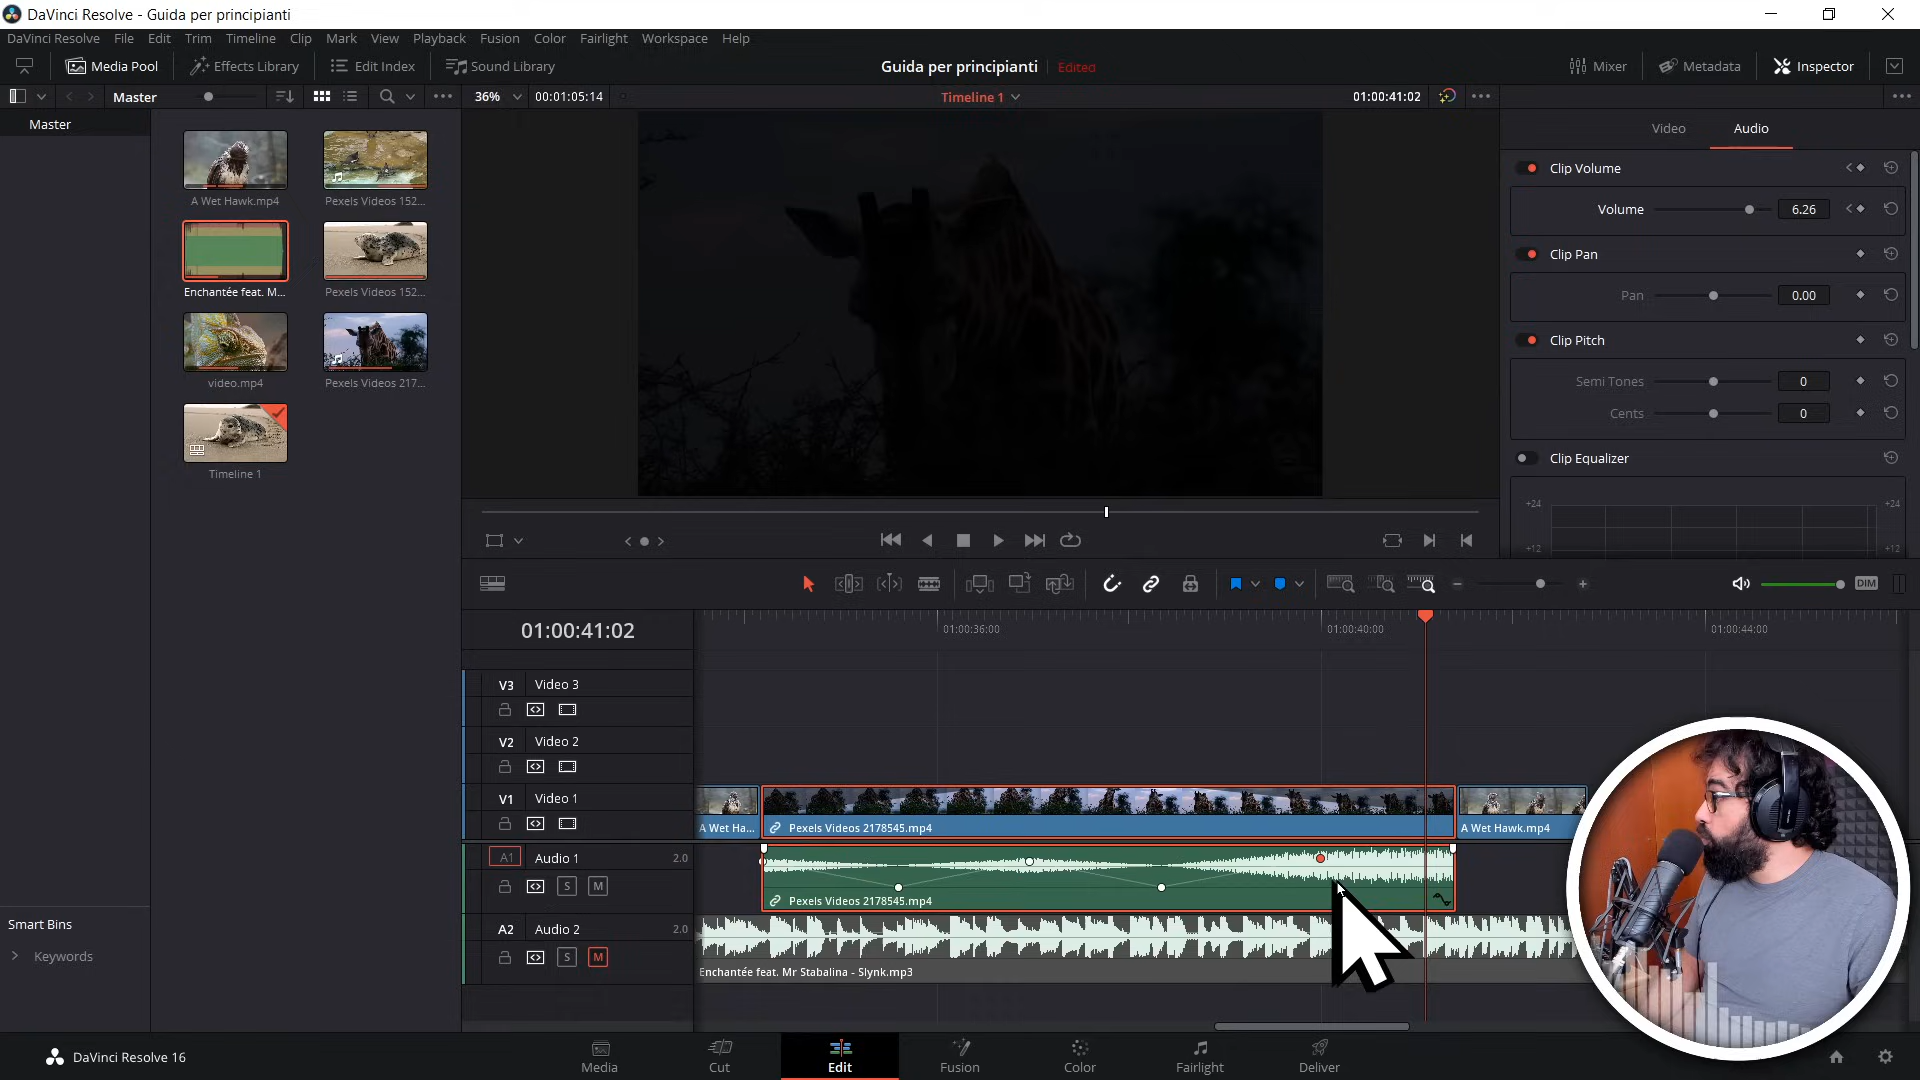 DaVinci Resolve - Guida per principianti
DaVinci Resolve File Edit Trim Timeline Clip Mark View Playback Fusion Color Fairlight Workspace Help
Media Pool Effects Library Edit Index Sound Library Guida per principianti Edited Mixer Metadata Inspector
Master 36% 00:01:05:14 Timeline 1 01:00:41:02
Master
Video Audio
A Wet Hawk.mp4 Pexels Videos 152...
Enchantée feat. M... Pexels Videos 152...
video.mp4 Pexels Videos 217...
Timeline 1
Clip Volume
Volume 6.26
Clip Pan
Pan 0.00
Clip Pitch
Semi Tones 0
Cents 0
Clip Equalizer
+24 +24
+12 +12
DIM
01:00:41:02
01:00:36:00 01:00:40:00 01:00:44:00
V3 Video 3
V2 Video 2
V1 Video 1
A Wet Ha... Pexels Videos 2178545.mp4 A Wet Hawk.mp4
A1 Audio 1 2.0
S M
Pexels Videos 2178545.mp4
A2 Audio 2 2.0
S M
Enchantée feat. Mr Stabalina - Slynk.mp3
Smart Bins
Keywords
DaVinci Resolve 16
Media Cut Edit Fusion Color Fairlight Deliver